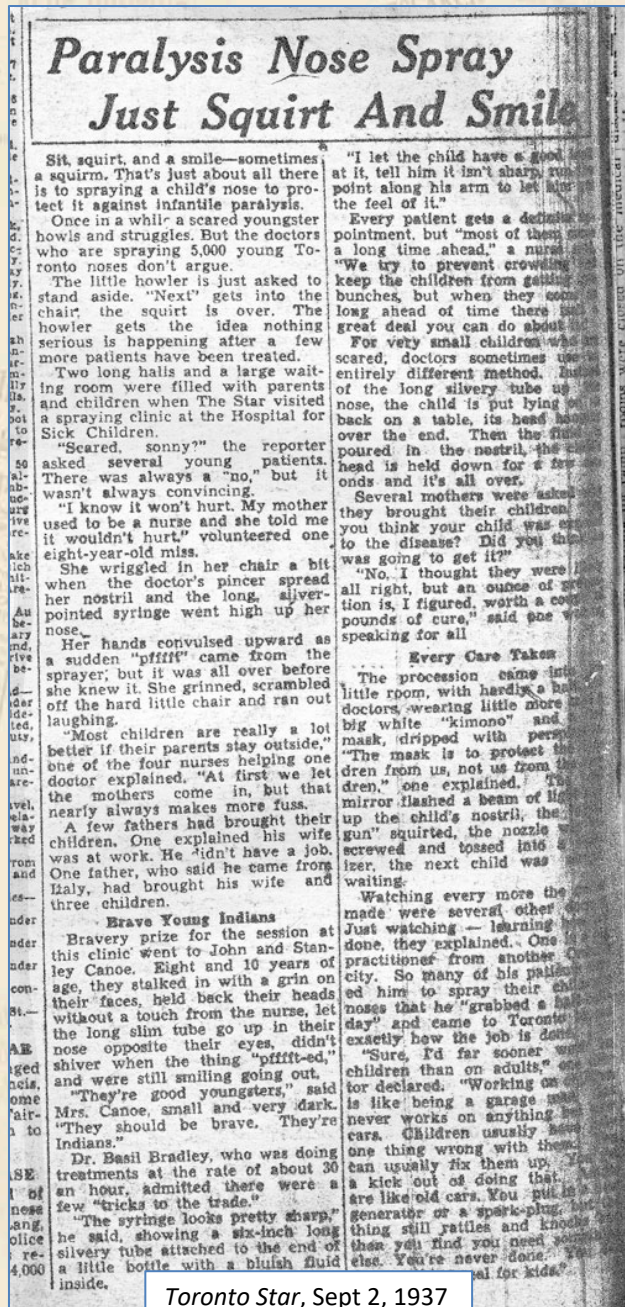 Paralysis Nose Spray
Just Squirt And Smile
Sit, squirt, and a smile—sometimes
a squirm. That's just about all there
is to spraying a child's nose to pro-
tect it against infantile paralysis.
Once in a while a scared youngster
howls and struggles. But the doctors
who are spraying 5,000 young To-
ronto noses don't argue.
The little howler is just asked to
stand aside. "Next" gets into the
chair, the squirt is over. The
howler gets the idea nothing
serious is happening after a few
more patients have been treated.
Two long halls and a large wait-
ing room were filled with parents
and children when The Star visited
a spraying clinic at the Hospital for
Sick Children.
"Scared, sonny?" the reporter
asked several young patients.
There was always a "no," but it
wasn't always convincing.
"I know it won't hurt. My mother
used to be a nurse and she told me
it wouldn't hurt," volunteered one
eight-year-old miss.
She wriggled in her chair a bit
when the doctor's pincer spread
her nostril and the long, silver-
pointed syringe went high up her
nose.
Her hands convulsed upward as
a sudden "pfffff" came from the
sprayer, but it was all over before
she knew it. She grinned, scrambled
off the hard little chair and ran out
laughing.
"Most children are really a lot
better if their parents stay outside,"
one of the four nurses helping one
doctor explained. "At first we let
the mothers come in, but that
nearly always makes more fuss.
A few fathers had brought their
children. One explained his wife
was at work. He didn't have a job.
One father, who said he came from
Italy, had brought his wife and
three children.
Brave Young Indians
Bravery prize for the session at
this clinic went to John and Stan-
ley Canoe. Eight and 10 years of
age, they stalked in with a grin on
their faces, held back their heads
without a touch from the nurse, let
the long slim tube go up in their
nose opposite their eyes, didn't
shiver when the thing "pfffft-ed,"
and were still smiling going out.
"They're good youngsters," said
Mrs. Canoe, small and very dark.
"They should be brave. They're
Indians."
Dr. Basil Bradley, who was doing
treatments at the rate of about 30
an hour, admitted there were a
few "tricks to the trade."
"The syringe looks pretty sharp,"
he said, showing a six-inch long
silvery tube attached to the end of
a little bottle with a bluish fluid
inside.
"I let the child have a good
at it, tell him it isn't sharp, run
point along his arm to let him
the feel of it."
Every patient gets a definite
pointment, but "most of them
a long time ahead," a nurse
"We try to prevent crowding
keep the children from getting
bunches, but when they come
long ahead of time there
great deal you can do about
For very small children who
scared, doctors sometimes use
entirely different method.
of the long silvery tube up
nose, the child is put lying
back on a table, its head
over the end. Then the fluid
poured in the nostril, the
head is held down for a few
onds and it's all over.
Several mothers were asked
they brought their children.
you think your child was
to the disease? Did you
was going to get it?"
"No, I thought they were
all right, but an ounce of
tion is, I figured, worth a
pounds of cure," said one
speaking for all
Every Care Taken
The procession came into
little room, with hardly a
doctors, wearing little more
big white "kimono" and
mask, dripped with
"The mask is to protect the
dren from us, not us from the
dren," one explained.
mirror flashed a beam of
up the child's nostril, the
gun" squirted, the nozzle
screwed and tossed into a
izer, the next child was
waiting.
Watching every more the
made were several other
Just watching — learning
done, they explained. One
practitioner from another
city. So many of his
ed him to spray their
noses that he "grabbed a
day" and came to Toronto
exactly how the job is done.
"Sure, I'd far sooner
children than on adults,"
tor declared. "Working on
is like being a garage
never works on anything
cars. Children usually have
one thing wrong with them.
can usually fix them up.
a kick out of doing that.
are like old cars. You put
generator or a spark-plug,
thing still rattles and knocks
then you find you need
else. You're never done.
for kids."
Toronto Star, Sept 2, 1937